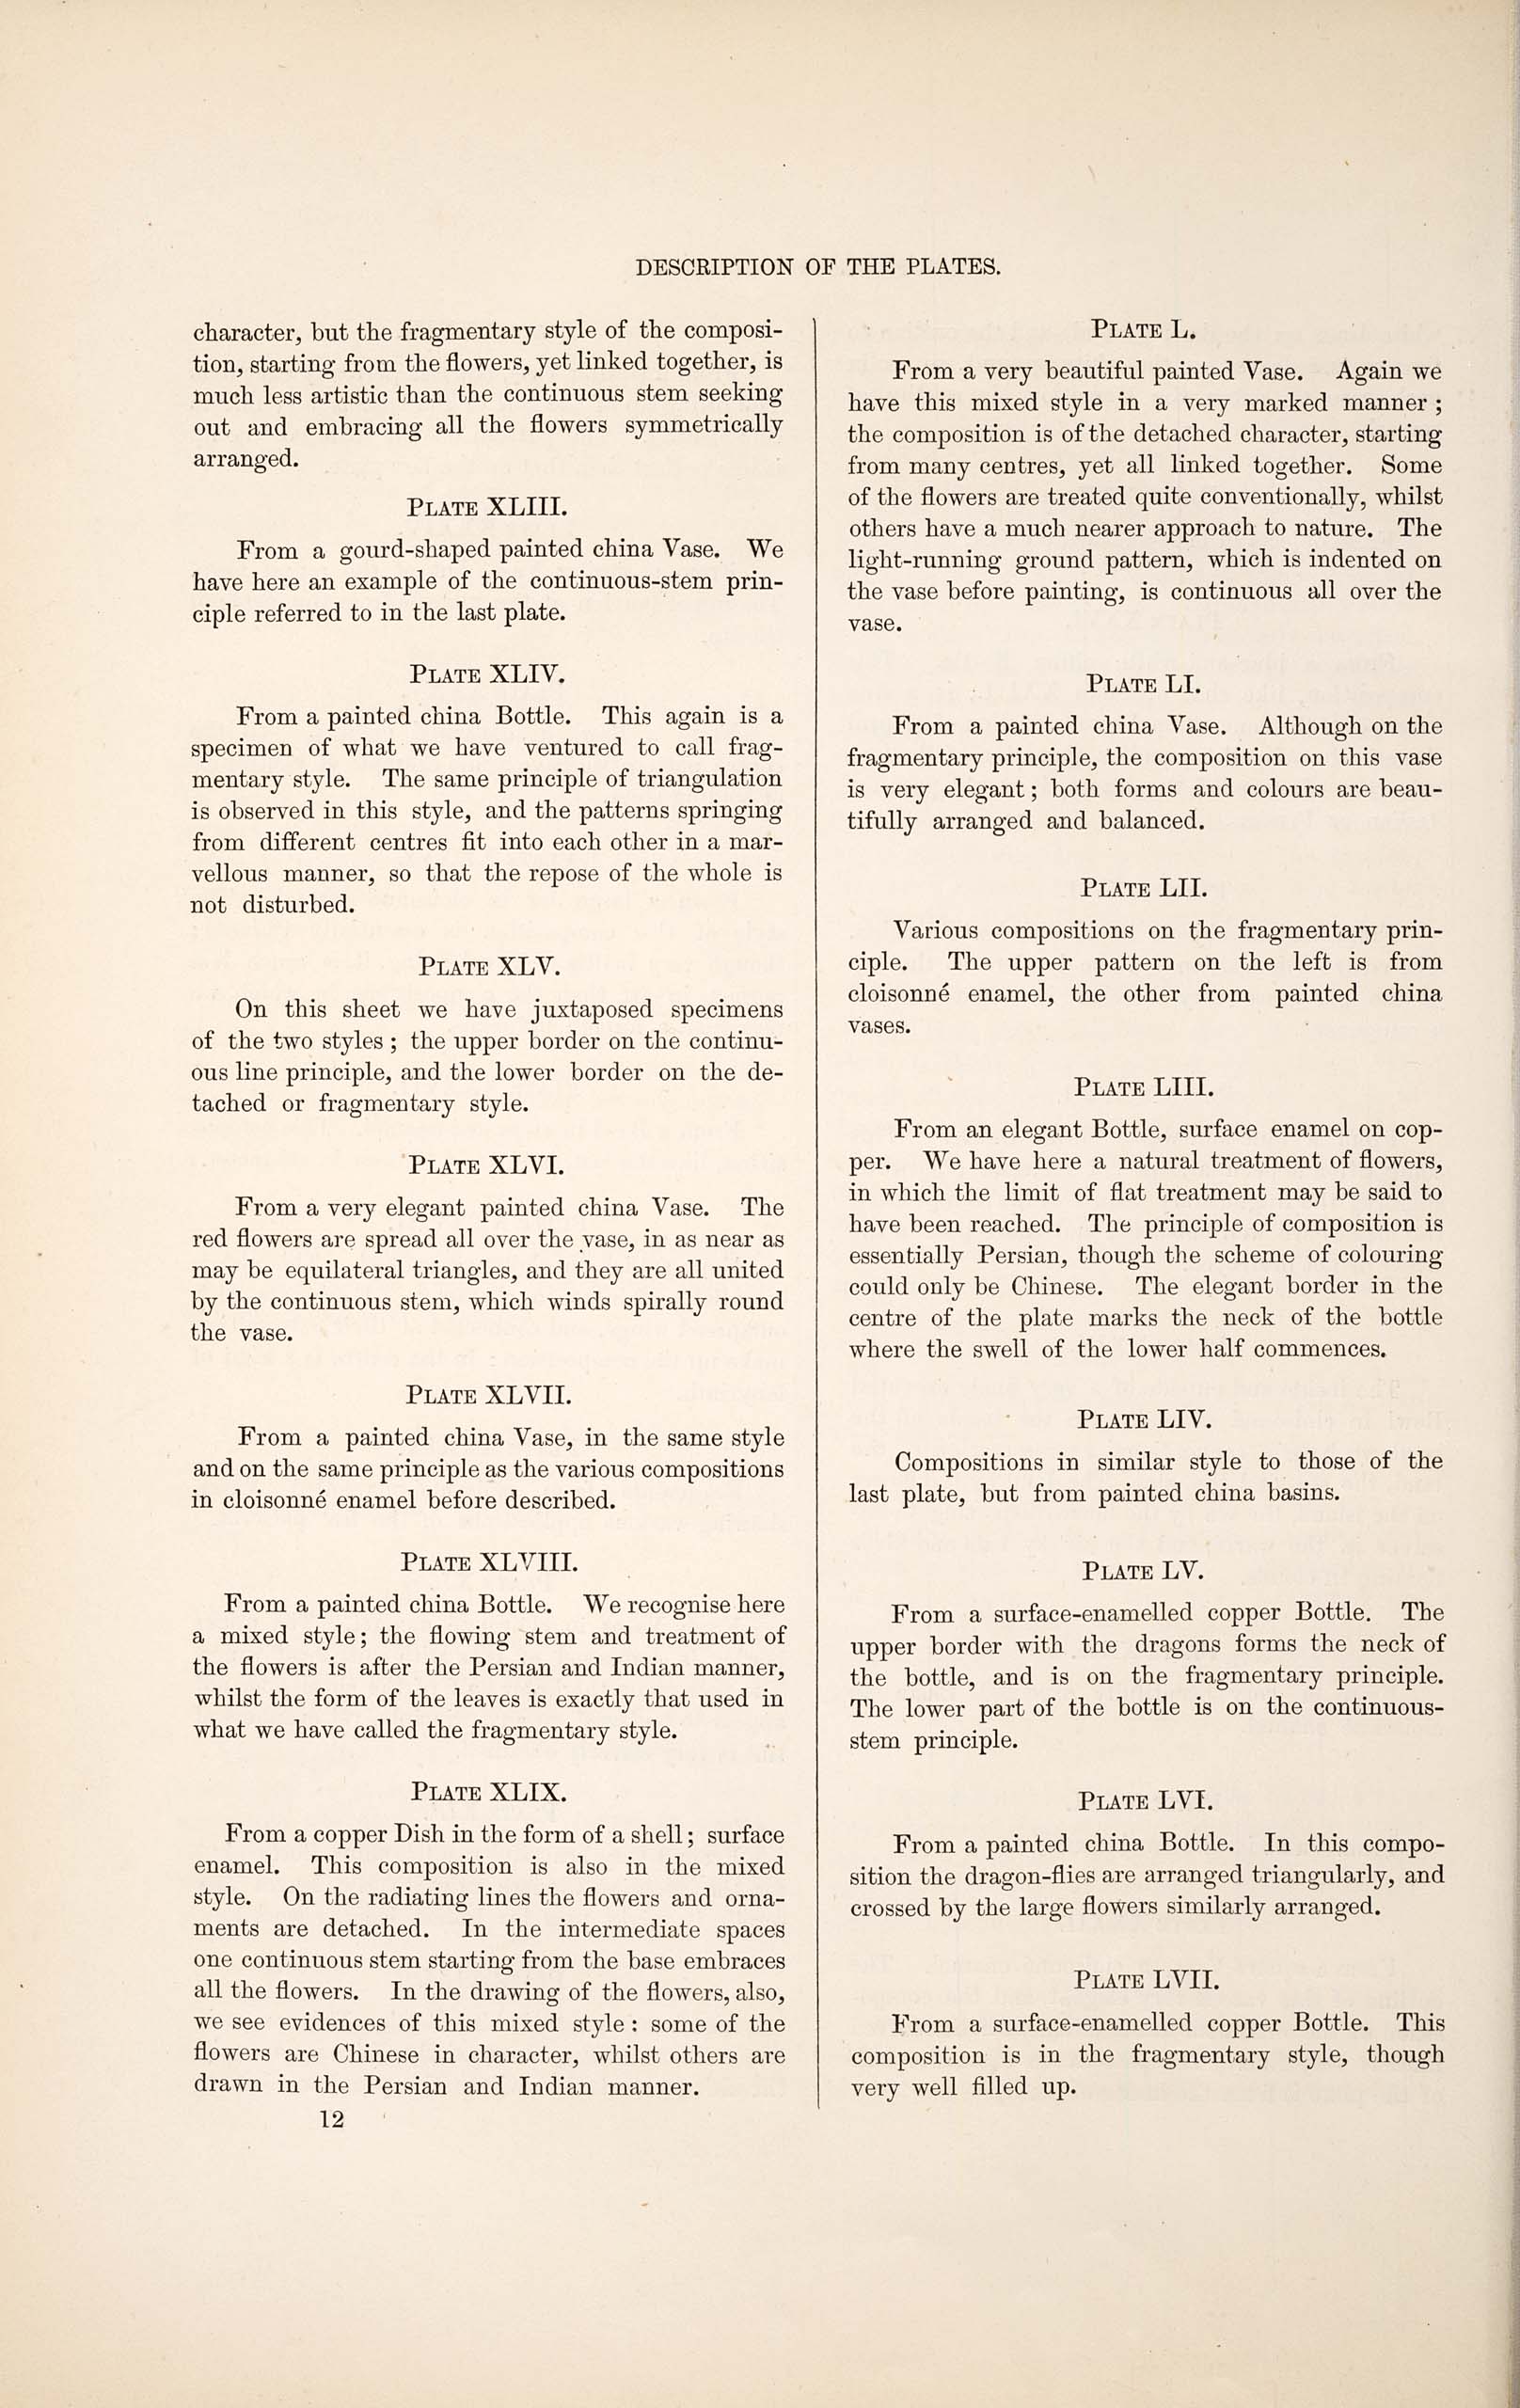 DESCRIPTION OF THE PLATES.
character, but the fragmentary style of the composi-
tion, starting from the flowers, yet linked together, is
much less artistic than the continuous stem seeking
out and embracing all the flowers symmetrically
arranged.
PLATE XLIII.
From a gourd-shaped painted china Vase. We
have here an example of the continuous-stem prin-
ciple referred to in the last plate.
PLATE XLIV.
From a painted china Bottle. This again is a
specimen of what we have ventured to call frag-
mentary style. The same principle of triangulation
is observed in this style, and the patterns springing
from different centres fit into each other in a mar-
vellous manner, so that the repose of the whole is
not disturbed.
PLATE XLV.
On this sheet we have juxtaposed specimens
of the two styles ; the upper border on the continu-
ous line principle, and the lower border on the de-
tached or fragmentary style.
PLATE XLVI.
From a very elegant painted china Vase. The
red flowers are spread all over the vase, in as near as
may be equilateral triangles, and they are all united
by the continuous stem, which winds spirally round
the vase.
PLATE XLVII.
From a painted china Vase, in the same style
and on the same principle as the various compositions
in cloisonné enamel before described.
PLATE XLVIII.
From a painted china Bottle. We recognise here
a mixed style ; the flowing stem and treatment of
the flowers is after the Persian and Indian manner,
whilst the form of the leaves is exactly that used in
what we have called the fragmentary style.
PLATE XLIX.
From a copper Dish in the form of a shell ; surface
enamel. This composition is also in the mixed
style. On the radiating lines the flowers and orna-
ments are detached. In the intermediate spaces
one continuous stem starting from the base embraces
all the flowers. In the drawing of the flowers, also,
we see evidences of this mixed style : some of the
flowers are Chinese in character, whilst others are
drawn in the Persian and Indian manner.
12
PLATE L.
From a very beautiful painted Vase. Again we
have this mixed style in a very marked manner ;
the composition is of the detached character, starting
from many centres, yet all linked together. Some
of the flowers are treated quite conventionally, whilst
others have a much nearer approach to nature. The
light-running ground pattern, which is indented on
the vase before painting, is continuous all over the
vase.
PLATE LI.
From a painted china Vase. Although on the
fragmentary principle, the composition on this vase
is very elegant ; both forms and colours are beau-
tifully arranged and balanced.
PLATE LII.
Various compositions on the fragmentary prin-
ciple. The upper pattern on the left is from
cloisonné enamel, the other from painted china
vases.
PLATE LIII.
From an elegant Bottle, surface enamel on cop-
per. We have here a natural treatment of flowers,
in which the limit of flat treatment may be said to
have been reached. The principle of composition is
essentially Persian, though the scheme of colouring
could only be Chinese. The elegant border in the
centre of the plate marks the neck of the bottle
where the swell of the lower half commences.
PLATE LIV.
Compositions in similar style to those of the
last plate, but from painted china basins.
PLATE LV.
From a surface-enamelled copper Bottle. The
upper border with the dragons forms the neck of
the bottle, and is on the fragmentary principle.
The lower part of the bottle is on the continuous-
stem principle.
PLATE LVI.
From a painted china Bottle. In this compo-
sition the dragon-flies are arranged triangularly, and
crossed by the large flowers similarly arranged.
PLATE LVII.
From a surface-enamelled copper Bottle. This
composition is in the fragmentary style, though
very well filled up.